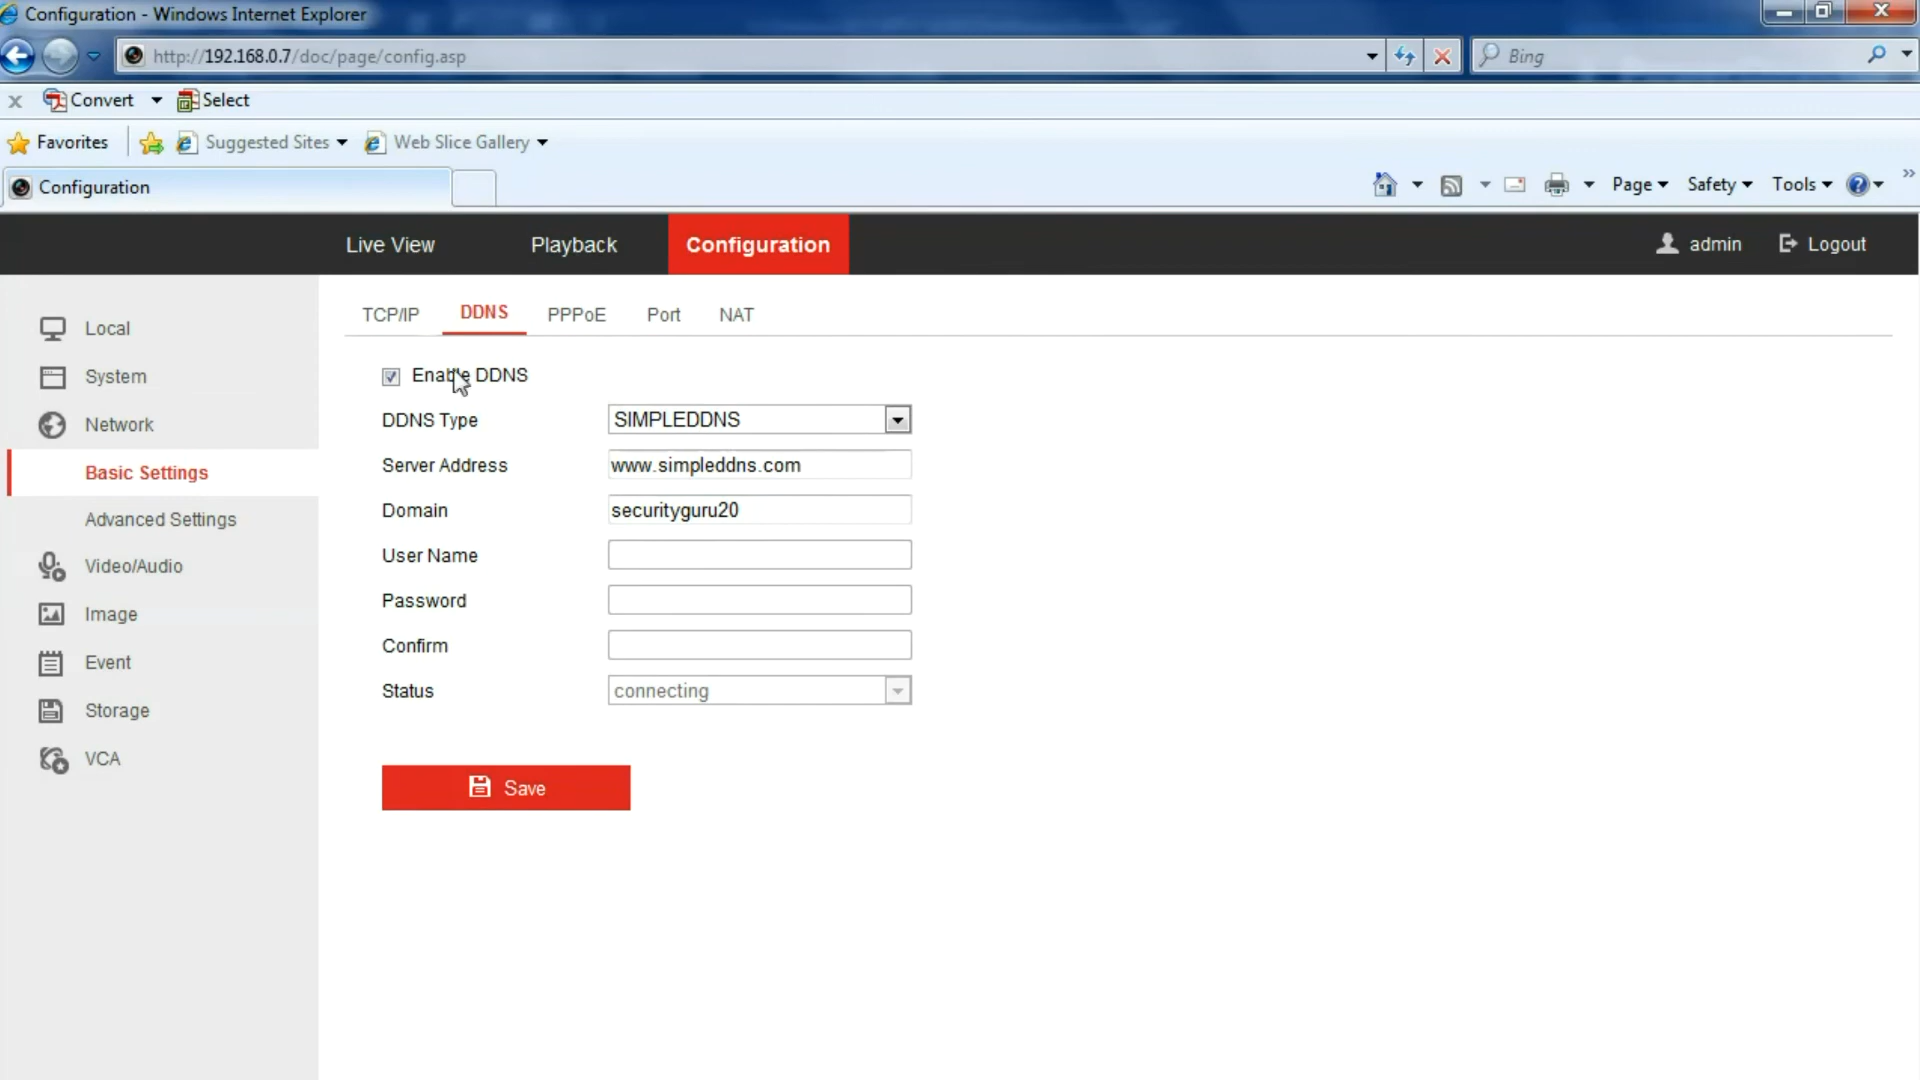 Configuration - Windows Internet Explorer
http://192.168.0.7/doc/page/config.asp
Bing
x Convert Select
Favorites Suggested Sites Web Slice Gallery
Configuration
Page Safety Tools
Live View Playback Configuration admin Logout
TCP/IP DDNS PPPoE Port NAT
Local
System
Network
Basic Settings
Advanced Settings
Video/Audio
Image
Event
Storage
VCA
Enable DDNS
DDNS Type SIMPLEDDNS
Server Address www.simpleddns.com
Domain securityguru20
User Name
Password
Confirm
Status connecting
Save